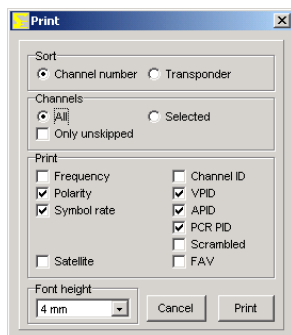 Print
Sort
Channel number Transponder
Channels
All Selected
Only unskipped
Print
Frequency Channel ID
Polarity VPID
Symbol rate APID
PCR PID
Scrambled
Satellite FAV
Font height
4 mm Cancel Print